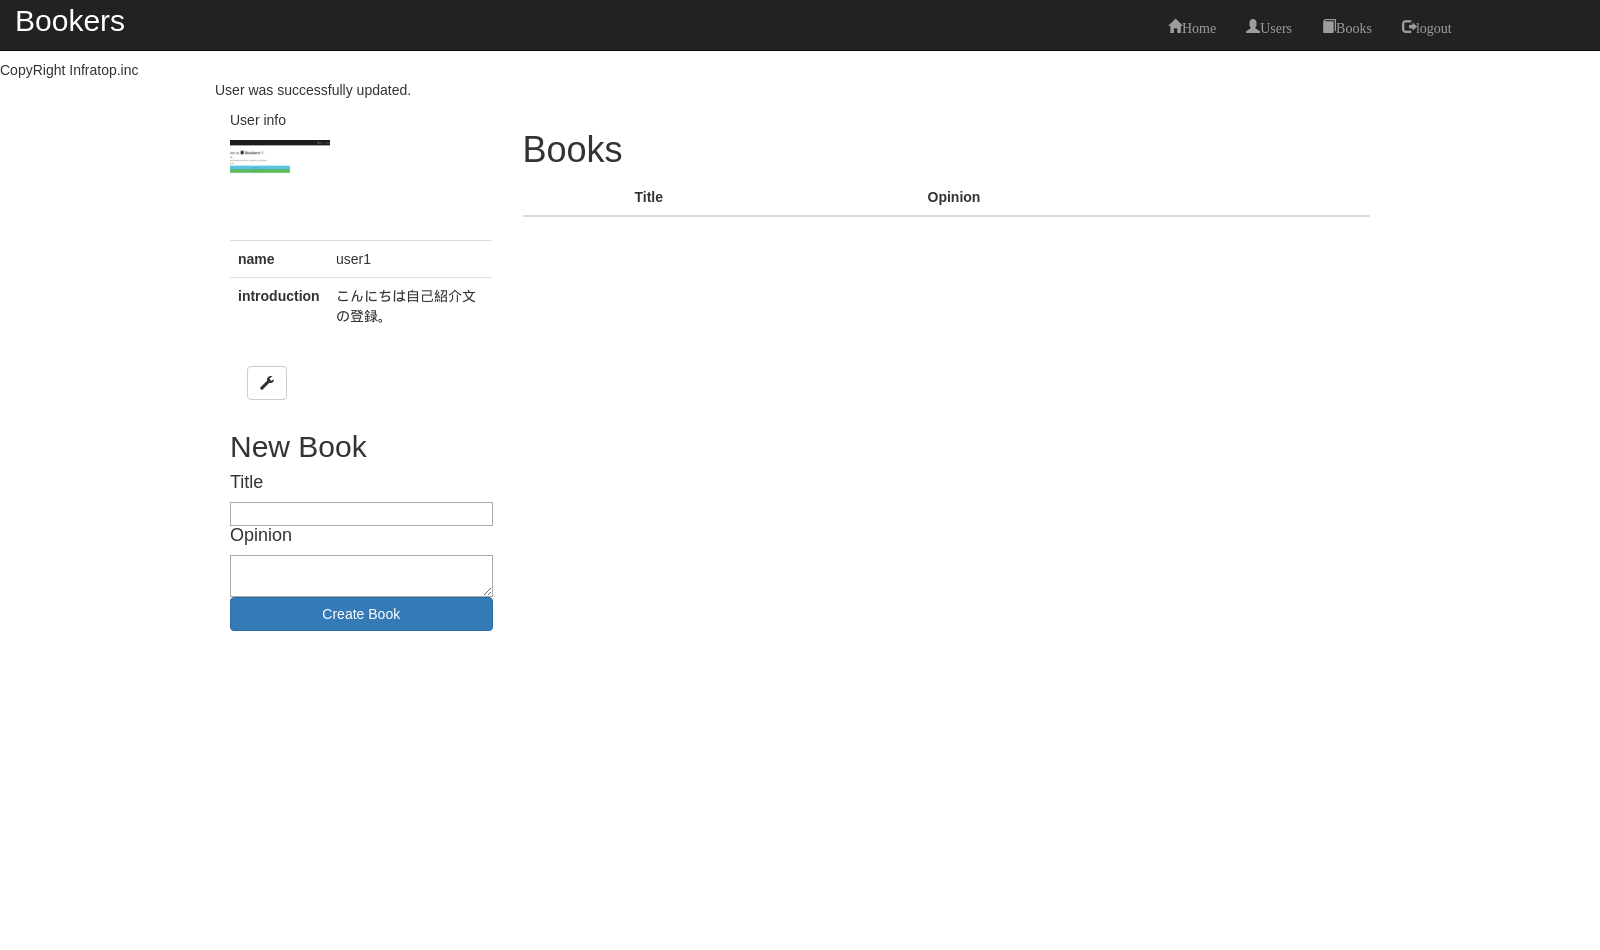 Bookers
Home Users Books logout
CopyRight Infratop.inc
User was successfully updated.
User info
Books
Title Opinion
name user1
introduction こんにちは自己紹介文
の登録。
New Book
Title
Opinion
Create Book